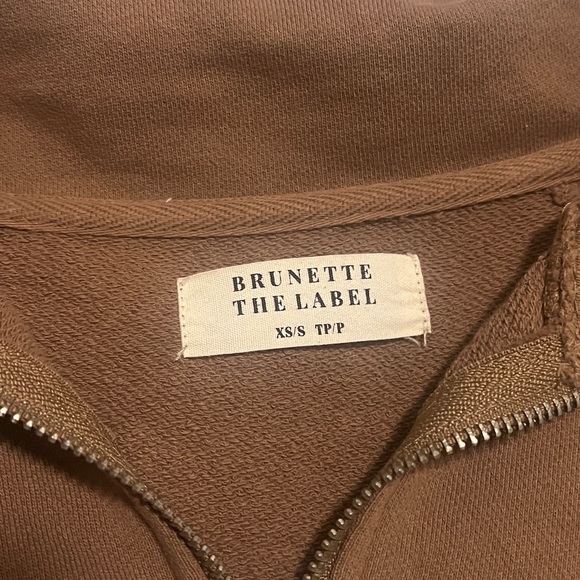 BRUNETTE
THE LABEL
XS/S TP/P